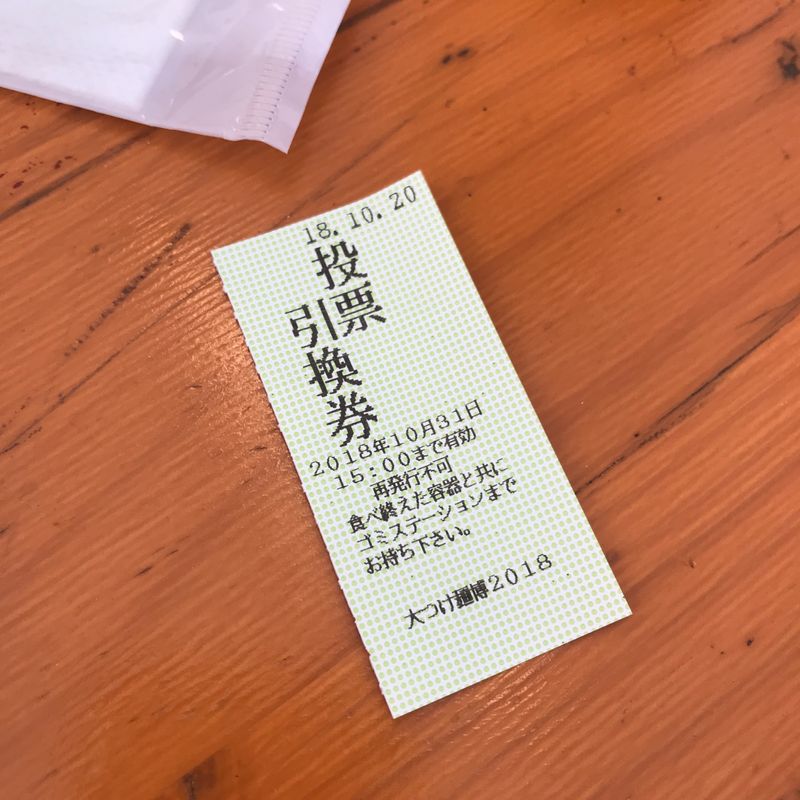 18.10.20
投票
引換券
2018年10月31日
15:00まで有効
再発行不可
食べ終えた容器と共に
ゴミステーションまで
お持ち下さい。
大つけ麺博2018